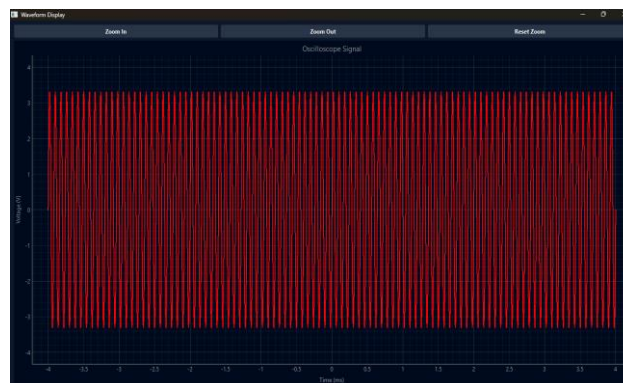 Waveform Display
Zoom In
Zoom Out
Reset Zoom
Oscilloscope Signal
4
3
2
1
0
-1
-2
-3
-4
Voltage (V)
-4 -3.5 -3 -2.5 -2 -1.5 -1 -0.5 0 0.5 1 1.5 2 2.5 3 3.5 4
Time (ms)